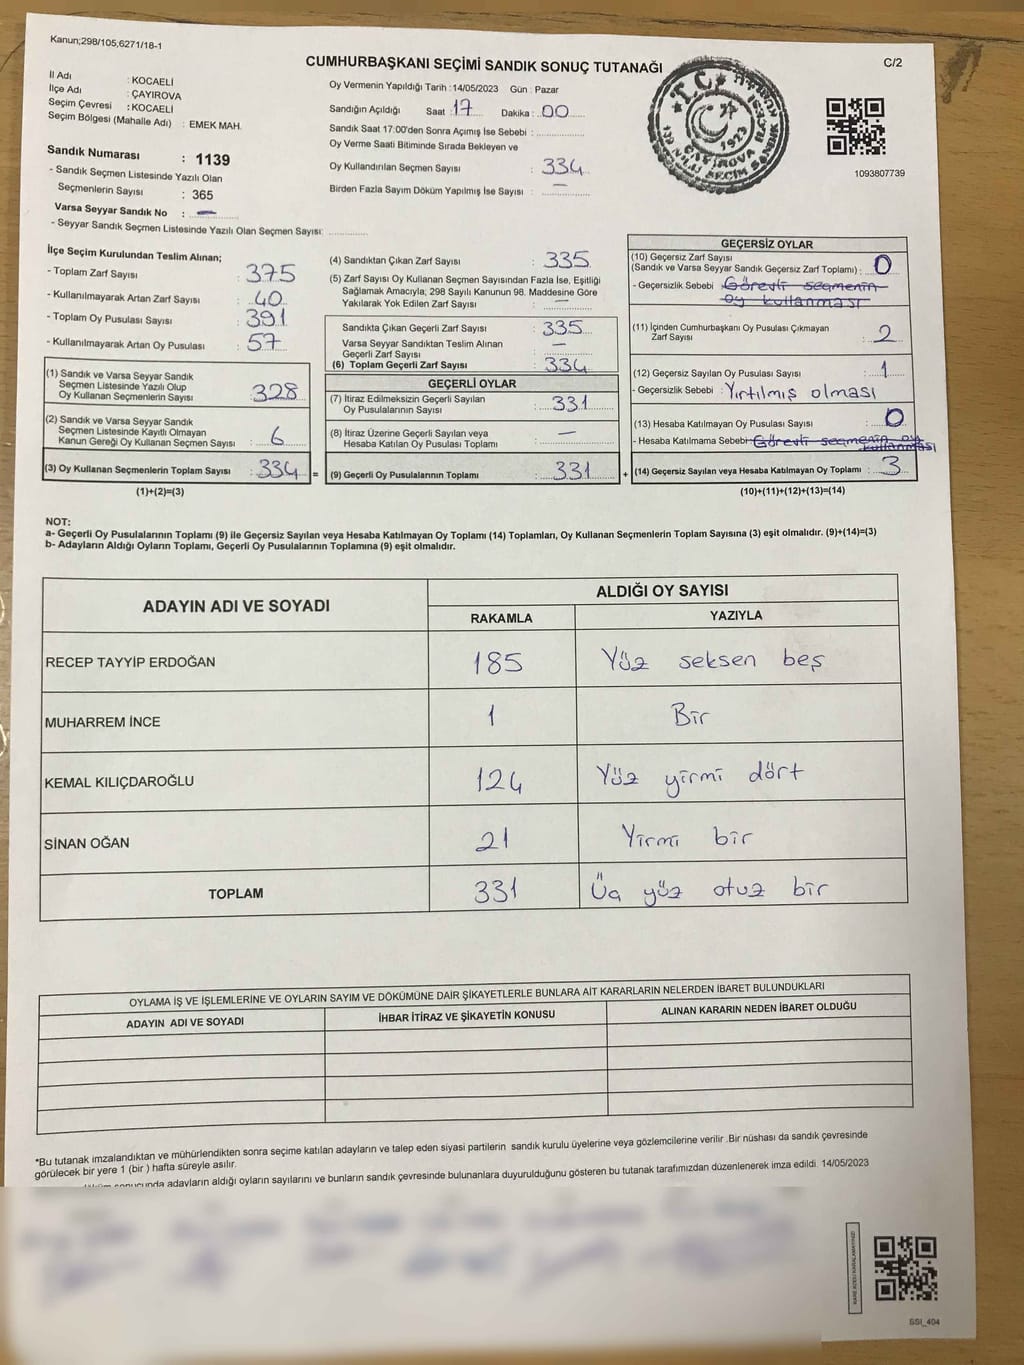 Kanun;298/105,6271/18-1
CUMHURBAŞKANI SEÇİMİ SANDIK SONUÇ TUTANAĞI
C/2
İl Adı : KOCAELİ
İlçe Adı : ÇAYIROVA
Seçim Çevresi : KOCAELİ
Seçim Bölgesi (Mahalle Adı) : EMEK MAH.
Sandık Numarası : 1139
- Sandık Seçmen Listesinde Yazılı Olan
Seçmenlerin Sayısı : 365
Varsa Seyyar Sandık No : —
- Seyyar Sandık Seçmen Listesinde Yazılı Olan Seçmen Sayısı:
Oy Vermenin Yapıldığı Tarih :14/05/2023 Gün : Pazar
Sandığın Açıldığı Saat : 17 Dakika : 00
Sandık Saat 17:00'den Sonra Açımış İse Sebebi :
Oy Verme Saati Bitiminde Sırada Bekleyen ve
Oy Kullandırılan Seçmen Sayısı : 334
Birden Fazla Sayım Döküm Yapılmış İse Sayısı : —
T.C.
1923
1093807739
İlçe Seçim Kurulundan Teslim Alınan;
- Toplam Zarf Sayısı : 375
- Kullanılmayarak Artan Zarf Sayısı : 40
- Toplam Oy Pusulası Sayısı : 391
- Kullanılmayarak Artan Oy Pusulası : 57
(1) Sandık ve Varsa Seyyar Sandık
Seçmen Listesinde Yazılı Olup
Oy Kullanan Seçmenlerin Sayısı : 328
(2) Sandık ve Varsa Seyyar Sandık
Seçmen Listesinde Kayıtlı Olmayan
Kanun Gereği Oy Kullanan Seçmen Sayısı : 6
(3) Oy Kullanan Seçmenlerin Toplam Sayısı : 334 =
(1)+(2)=(3)
(4) Sandıktan Çıkan Zarf Sayısı : 335
(5) Zarf Sayısı Oy Kullanan Seçmen Sayısından Fazla İse, Eşitliği
Sağlamak Amacıyla, 298 Sayılı Kanunun 98. Maddesine Göre
Yakılarak Yok Edilen Zarf Sayısı : —
Sandıkta Çıkan Geçerli Zarf Sayısı : 335
Varsa Seyyar Sandıktan Teslim Alınan
Geçerli Zarf Sayısı : —
(6) Toplam Geçerli Zarf Sayısı : 334
GEÇERLİ OYLAR
(7) İtiraz Edilmeksizin Geçerli Sayılan
Oy Pusulalarının Sayısı : 331
(8) İtiraz Üzerine Geçerli Sayılan veya
Hesaba Katılan Oy Pusulası Toplamı : —
(9) Geçerli Oy Pusulalarının Toplamı : 331 +
GEÇERSİZ OYLAR
(10) Geçersiz Zarf Sayısı
(Sandık ve Varsa Seyyar Sandık Geçersiz Zarf Toplamı) : 0
- Geçersizlik Sebebi : Görevli seçmenin
oy kullanması
(11) İçinden Cumhurbaşkanı Oy Pusulası Çıkmayan
Zarf Sayısı : 2
(12) Geçersiz Sayılan Oy Pusulası Sayısı : 1
- Geçersizlik Sebebi : Yırtılmış olması
(13) Hesaba Katılmayan Oy Pusulası Sayısı : 0
- Hesaba Katılmama Sebebi : Görevli seçmenin oy
kullanması
(14) Geçersiz Sayılan veya Hesaba Katılmayan Oy Toplamı : 3
(10)+(11)+(12)+(13)=(14)
NOT:
a- Geçerli Oy Pusulalarının Toplamı (9) ile Geçersiz Sayılan veya Hesaba Katılmayan Oy Toplamı (14) Toplamları, Oy Kullanan Seçmenlerin Toplam Sayısına (3) eşit olmalıdır. (9)+(14)=(3)
b- Adayların Aldığı Oyların Toplamı, Geçerli Oy Pusulalarının Toplamına (9) eşit olmalıdır.
ADAYIN ADI VE SOYADI
ALDIĞI OY SAYISI
RAKAMLA YAZIYLA
RECEP TAYYİP ERDOĞAN 185 Yüz seksen beş
MUHARREM İNCE 1 Bir
KEMAL KILIÇDAROĞLU 124 Yüz yirmi dört
SİNAN OĞAN 21 Yirmi bir
TOPLAM 331 Üç yüz otuz bir
OYLAMA İŞ VE İŞLEMLERİNE VE OYLARIN SAYIM VE DÖKÜMÜNE DAİR ŞİKAYETLERLE BUNLARA AİT KARARLARIN NELERDEN İBARET BULUNDUKLARI
ADAYIN ADI VE SOYADI İHBAR İTİRAZ VE ŞİKAYETİN KONUSU ALINAN KARARIN NEDEN İBARET OLDUĞU
*Bu tutanak imzalandıktan ve mühürlendikten sonra seçime katılan adayların ve talep eden siyasi partilerin sandık kurulu üyelerine veya gözlemcilerine verilir .Bir nüshası da sandık çevresinde
görülecek bir yere 1 (bir ) hafta süreyle asılır.
sonucunda adayların aldığı oyların sayılarını ve bunların sandık çevresinde bulunanlara duyurulduğunu gösteren bu tutanak tarafımızdan düzenlenerek imza edildi. 14/05/2023
KARE KODU KARALAMAYINIZ!
SSI_404